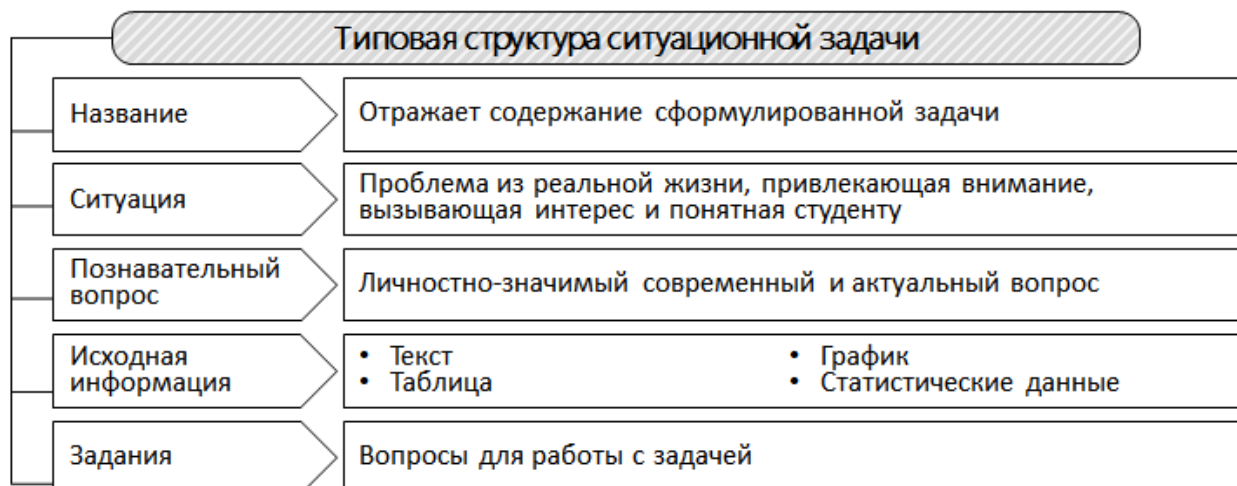 Типовая структура ситуационной задачи
Название
Отражает содержание сформулированной задачи
Ситуация
Проблема из реальной жизни, привлекающая внимание,
вызывающая интерес и понятная студенту
Познавательный
вопрос
Личностно-значимый современный и актуальный вопрос
Исходная
информация
• Текст
• Таблица
• График
• Статистические данные
Задания
Вопросы для работы с задачей